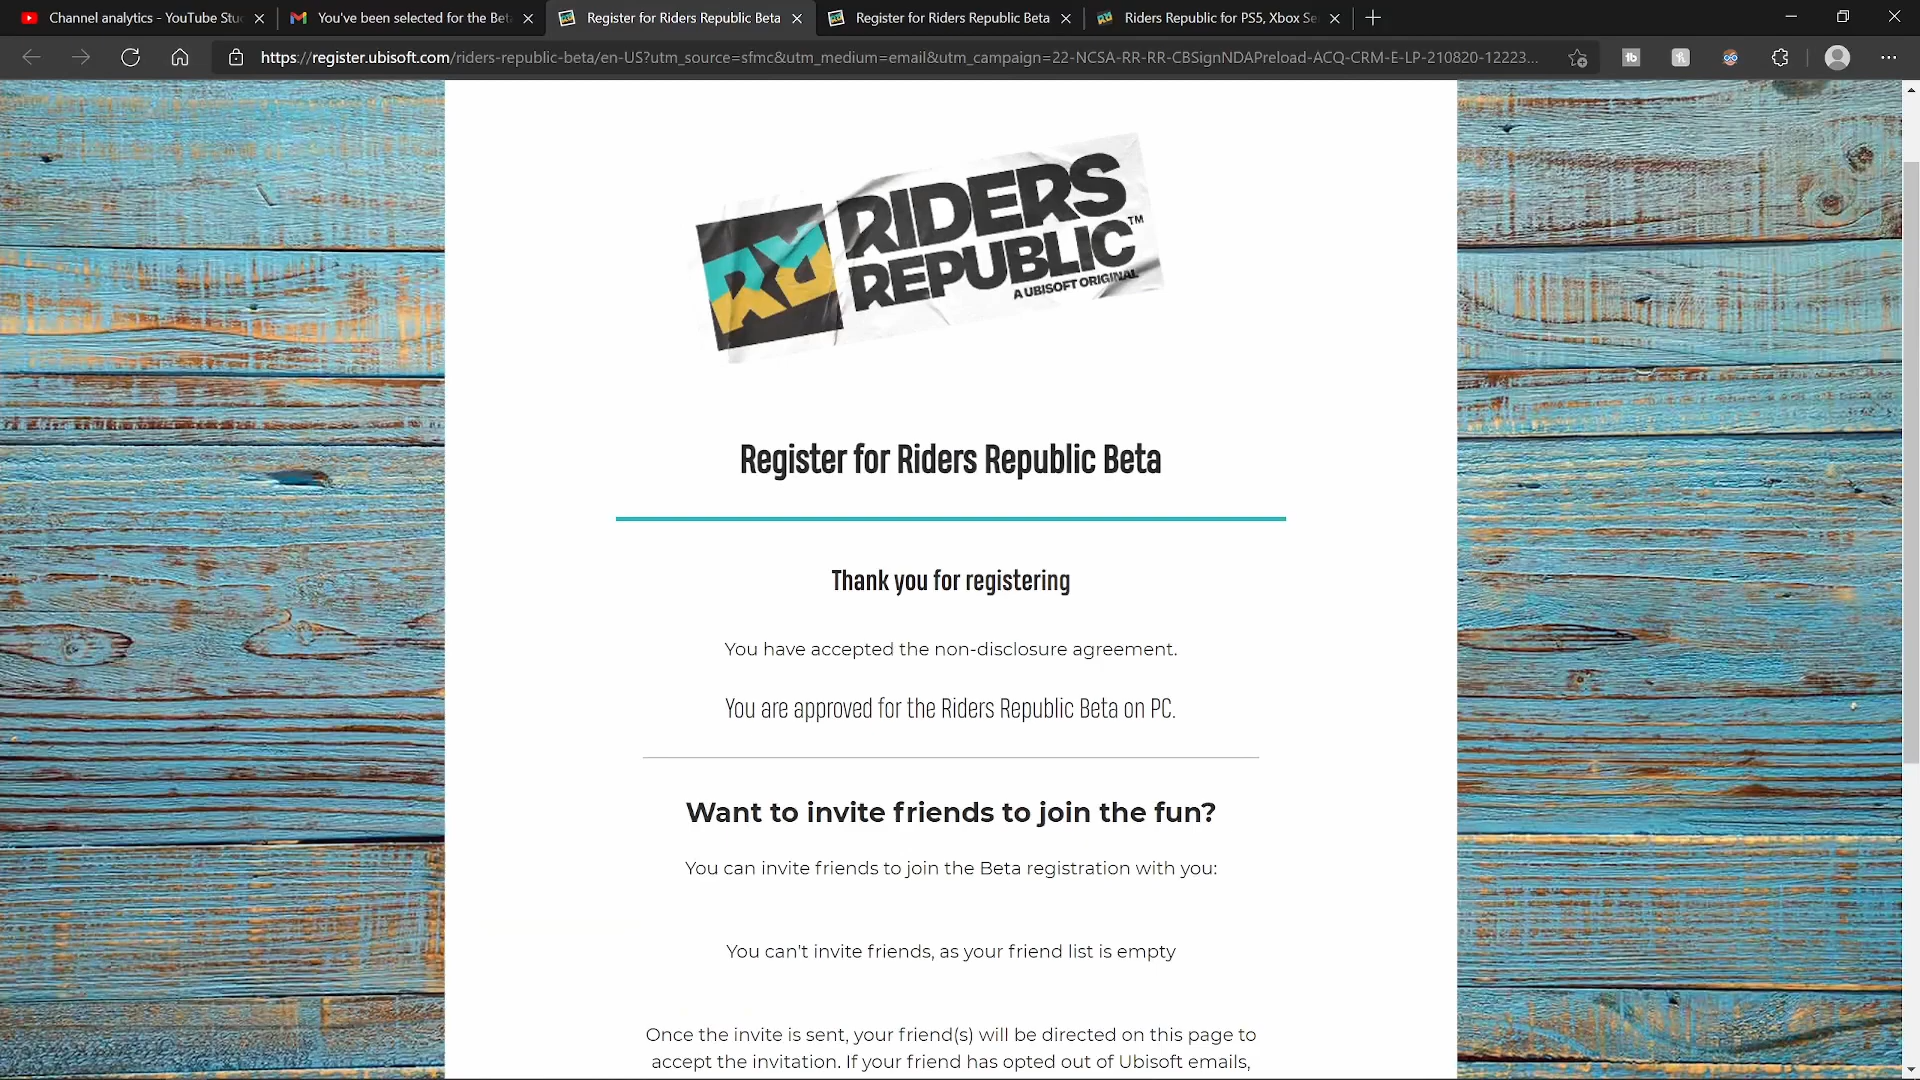 Channel analytics - YouTube Stu
You've been selected for the Bet
Register for Riders Republic Beta
Register for Riders Republic Beta
Riders Republic for PS5, Xbox Se
https://register.ubisoft.com/riders-republic-beta/en-US?utm_source=sfmc&utm_medium=email&utm_campaign=22-NCSA-RR-RR-CBSignNDAPreload-ACQ-CRM-E-LP-210820-12223...
RIDERS
REPUBLIC™
A UBISOFT ORIGINAL
Register for Riders Republic Beta
Thank you for registering
You have accepted the non-disclosure agreement.
You are approved for the Riders Republic Beta on PC.
Want to invite friends to join the fun?
You can invite friends to join the Beta registration with you:
You can't invite friends, as your friend list is empty
Once the invite is sent, your friend(s) will be directed on this page to
accept the invitation. If your friend has opted out of Ubisoft emails,